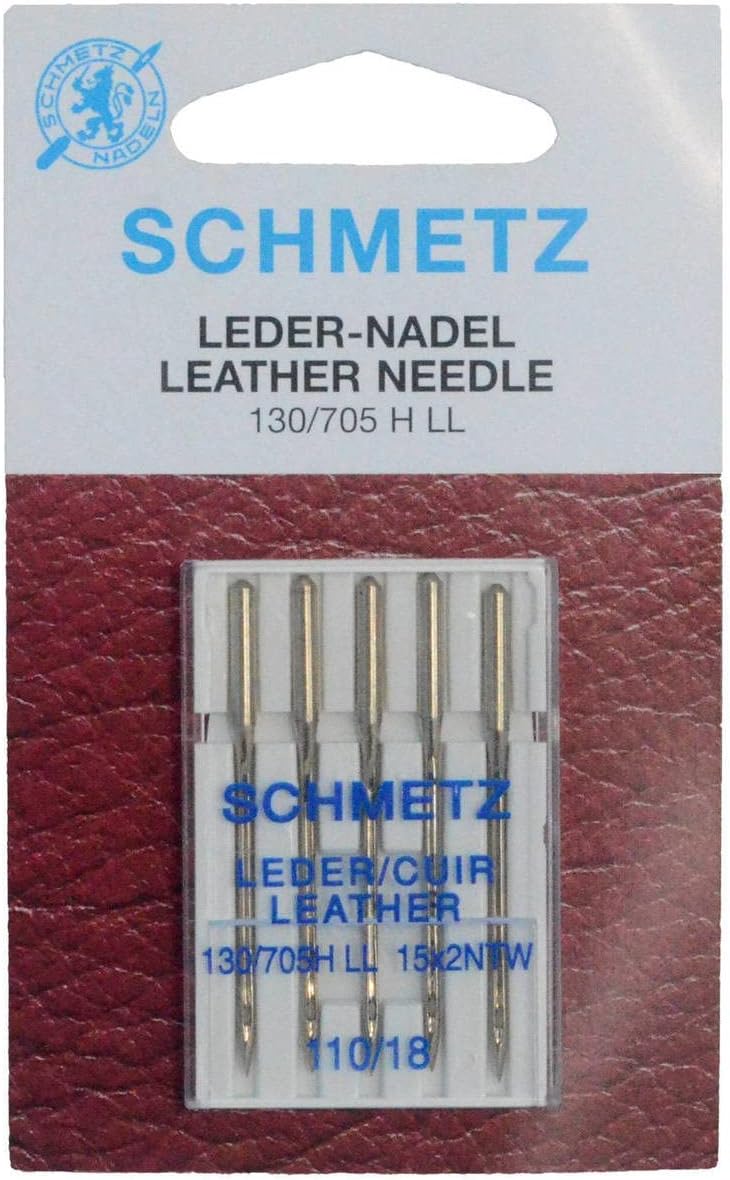 SCHMETZ
NADELN
SCHMETZ
LEDER-NADEL
LEATHER NEEDLE
130/705 H LL
SCHMETZ
LEDER/CUIR
LEATHER
130/705H LL 15x2NTW
110/18